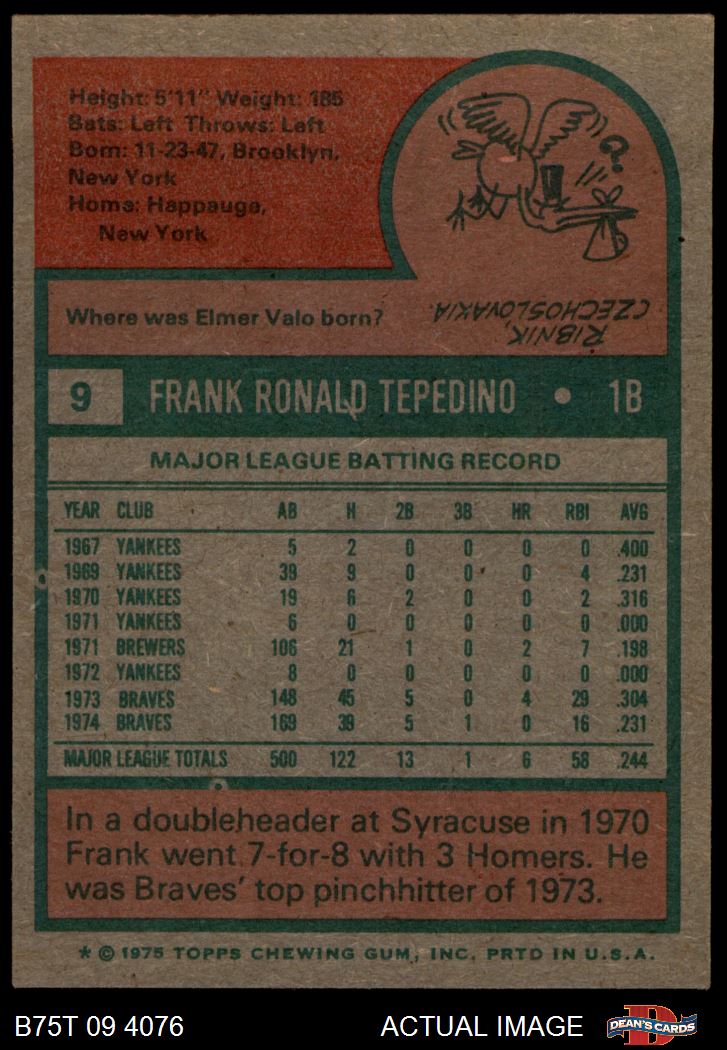 Height: 5'11" Weight: 185
Bats: Left Throws: Left
Born: 11-23-47, Brooklyn,
New York
Home: Happauge,
New York
?
Where was Elmer Valo born?
RIBNIK,
CZECHOSLOVAKIA.
9 FRANK RONALD TEPEDINO • 1B
MAJOR LEAGUE BATTING RECORD
YEAR CLUB AB H 2B 3B HR RBI AVG
1967 YANKEES 5 2 0 0 0 0 .400
1969 YANKEES 39 9 0 0 0 4 .231
1970 YANKEES 19 6 2 0 0 2 .316
1971 YANKEES 6 0 0 0 0 0 .000
1971 BREWERS 106 21 1 0 2 7 .198
1972 YANKEES 8 0 0 0 0 0 .000
1973 BRAVES 148 45 5 0 4 29 .304
1974 BRAVES 169 39 5 1 0 16 .231
MAJOR LEAGUE TOTALS 500 122 13 1 6 58 .244
In a doubleheader at Syracuse in 1970
Frank went 7-for-8 with 3 Homers. He
was Braves' top pinchhitter of 1973.
* © 1975 TOPPS CHEWING GUM, INC. PRTD IN U.S.A.
B75T 09 4076 ACTUAL IMAGE
D
DEAN'S CARDS